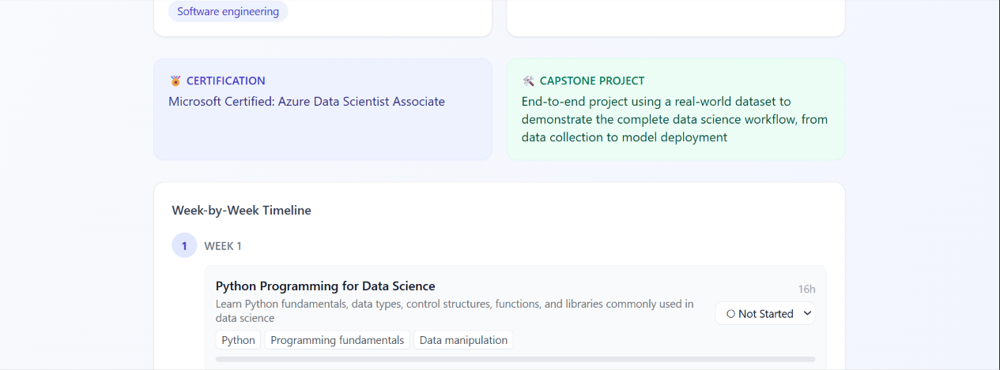 Software engineering
CERTIFICATION
Microsoft Certified: Azure Data Scientist Associate
CAPSTONE PROJECT
End-to-end project using a real-world dataset to
demonstrate the complete data science workflow, from
data collection to model deployment
Week-by-Week Timeline
1 WEEK 1
Python Programming for Data Science
16h
Learn Python fundamentals, data types, control structures, functions, and libraries commonly used in
data science
Not Started
Python Programming fundamentals Data manipulation